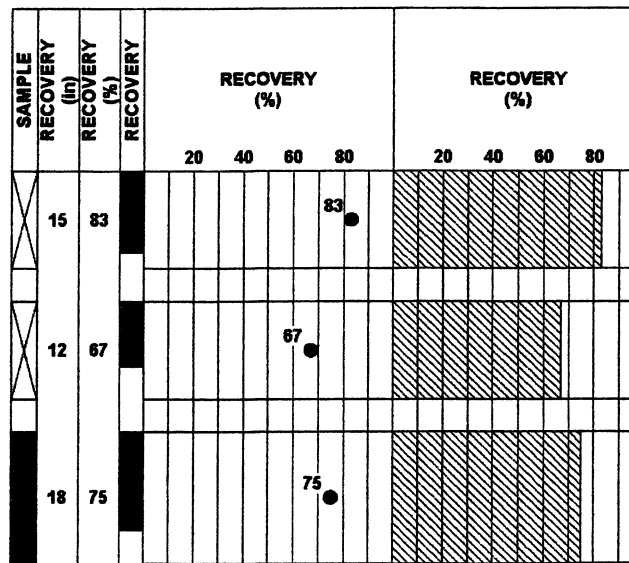 SAMPLE
RECOVERY
(in)
RECOVERY
(%)
RECOVERY
RECOVERY
(%)
RECOVERY
(%)
20 40 60 80
20 40 60 80
15 83
83
12 67
67
18 75
75